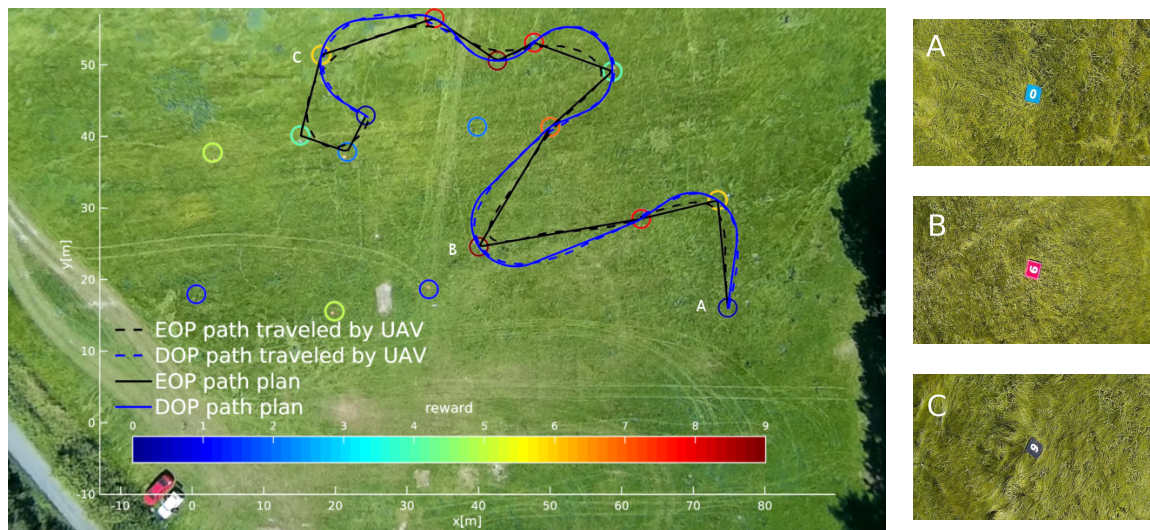 50
40
30
20
10
0
-10
y[m]
C
B
A
EOP path traveled by UAV
DOP path traveled by UAV
EOP path plan
DOP path plan
reward
0 1 2 3 4 5 6 7 8 9
-10 0 10 20 30 40 50 60 70 80
x[m]
A
0
B
9
C
6